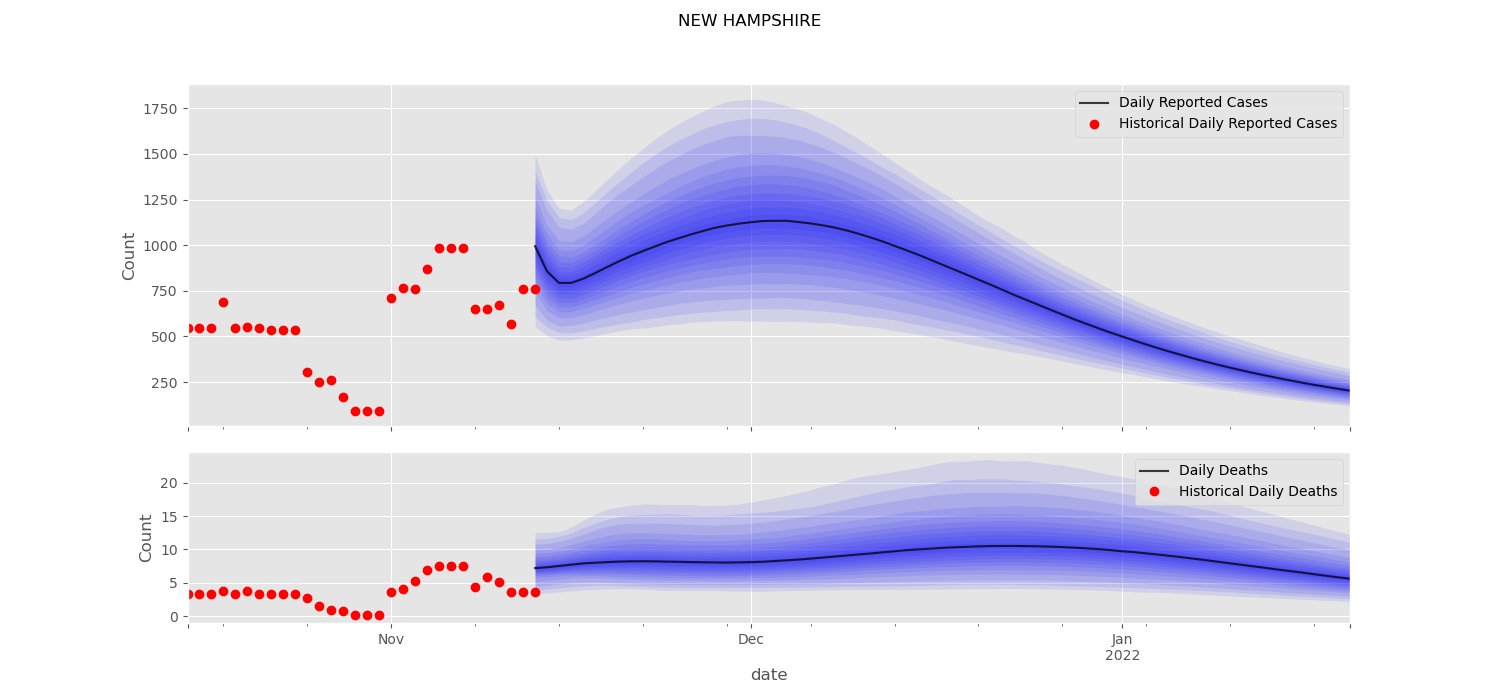 NEW HAMPSHIRE
1750
1500
1250
1000
750
500
250
Count
Daily Reported Cases
Historical Daily Reported Cases
20
15
10
5
0
Count
Daily Deaths
Historical Daily Deaths
Nov
Dec
Jan
2022
date